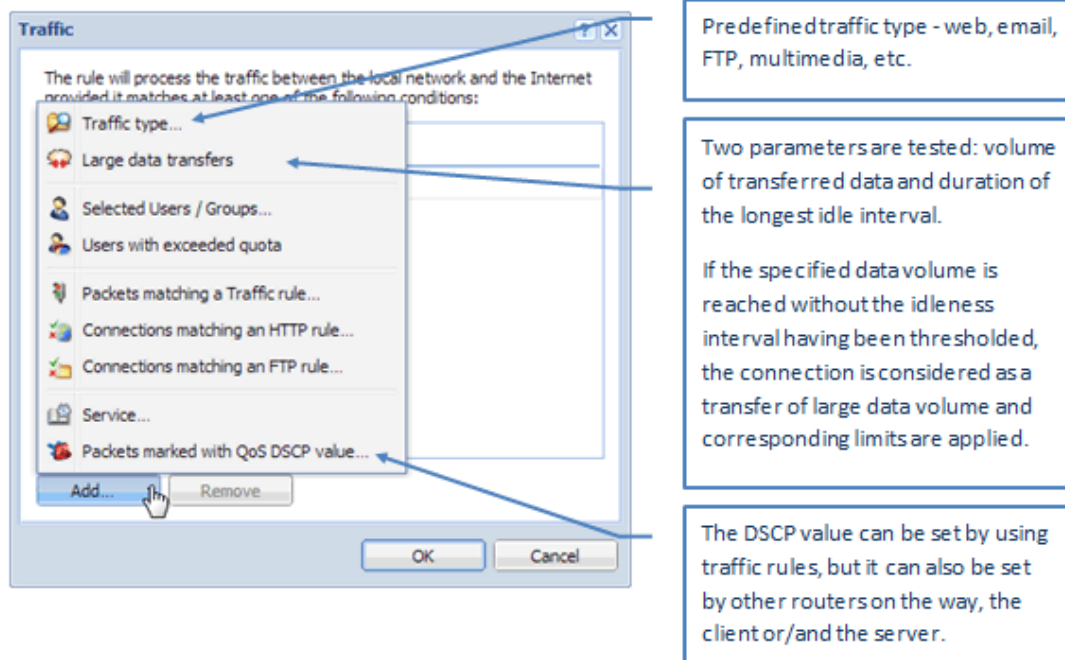 Traffic
The rule will process the traffic between the local network and the Internet
provided it matches at least one of the following conditions:
Traffic type...
Large data transfers
Selected Users / Groups...
Users with exceeded quota
Packets matching a Traffic rule...
Connections matching an HTTP rule...
Connections matching an FTP rule...
Service...
Packets marked with QoS DSCP value...
Add...
Remove
OK
Cancel
Predefined traffic type - web, email,
FTP, multimedia, etc.
Two parameters are tested: volume
of transferred data and duration of
the longest idle interval.
If the specified data volume is
reached without the idleness
interval having been thresholded,
the connection is considered as a
transfer of large data volume and
corresponding limits are applied.
The DSCP value can be set by using
traffic rules, but it can also be set
by other routers on the way, the
client or/and the server.